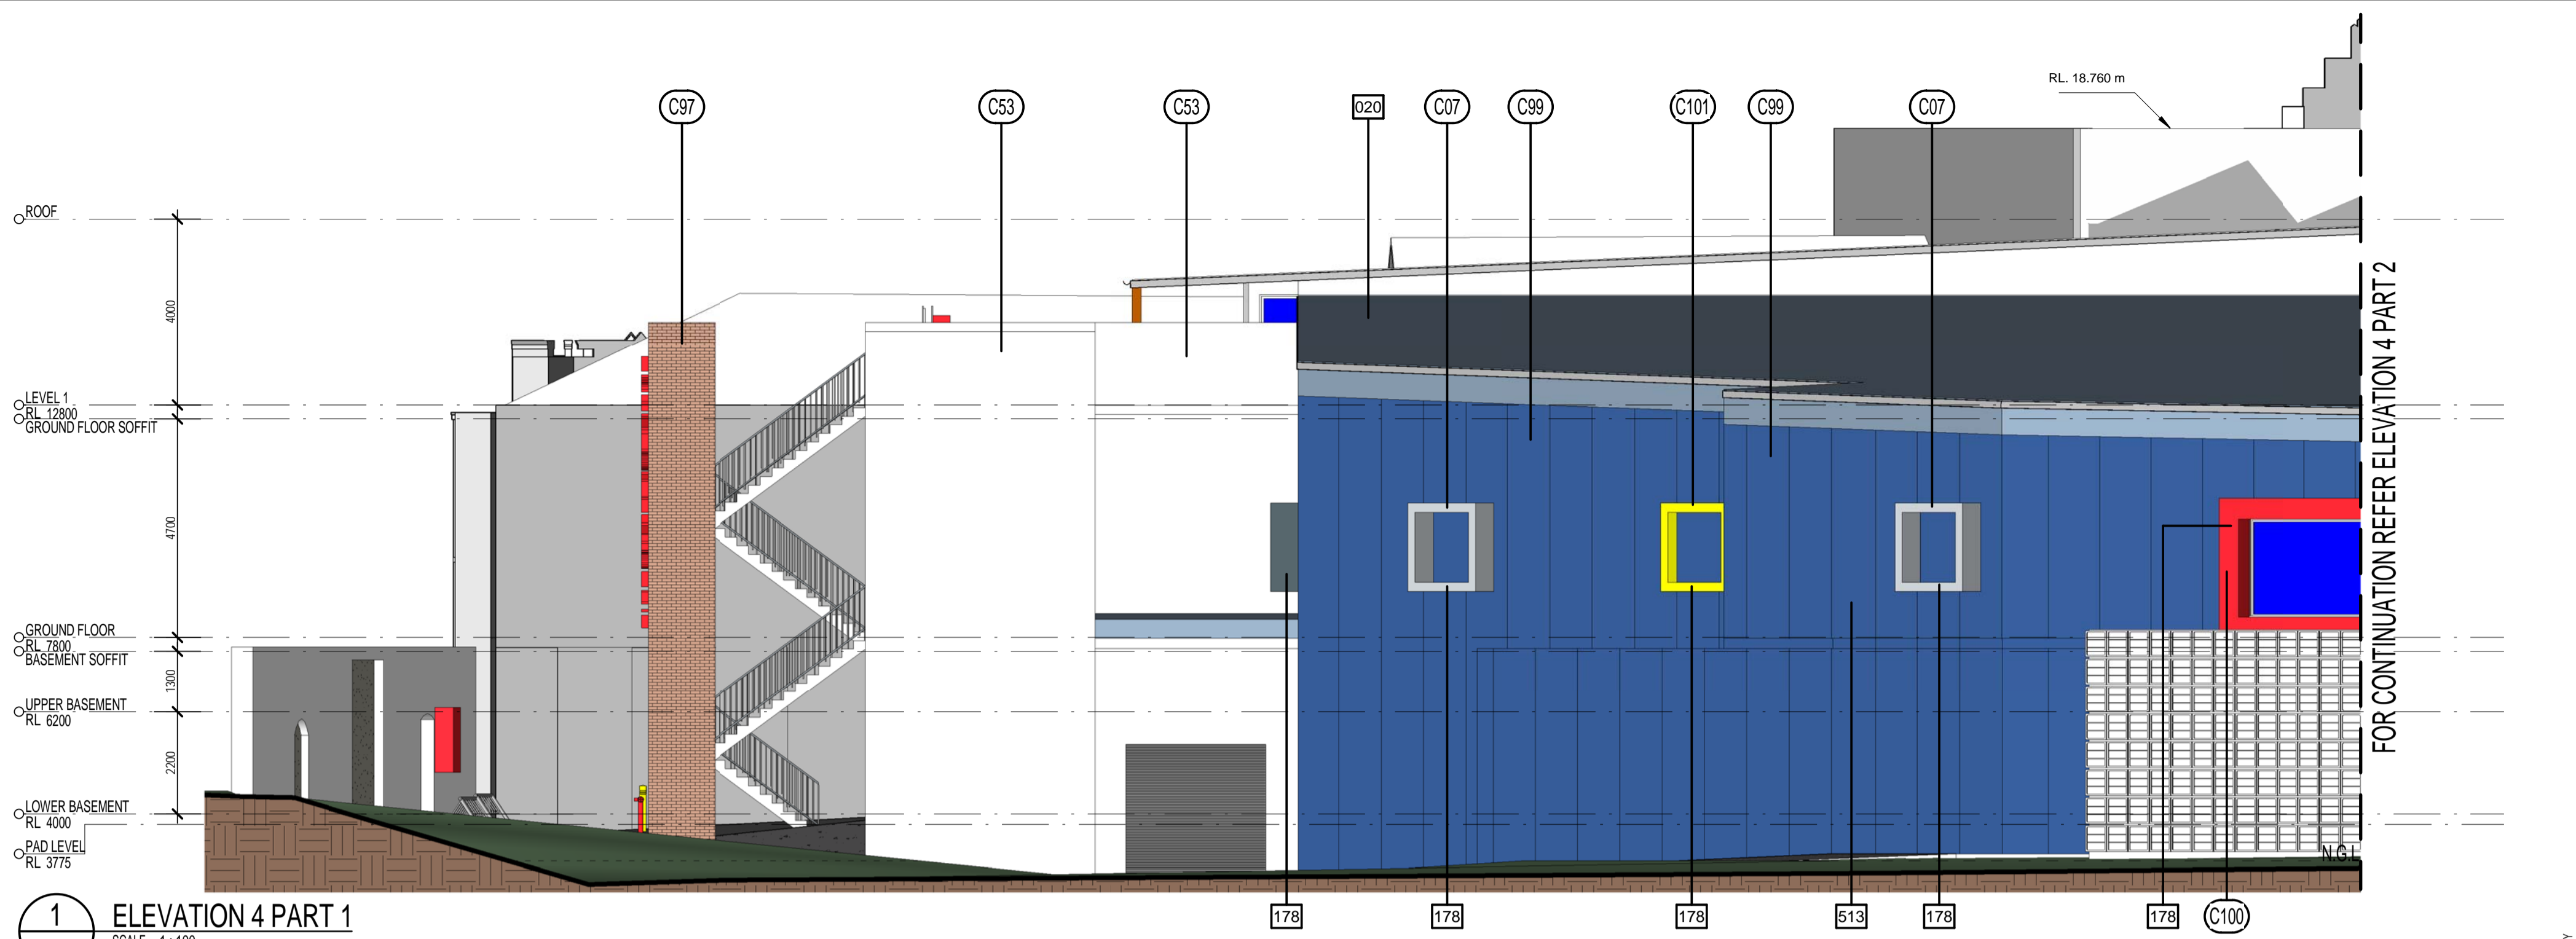 C97
C53
C53
020
C07
C99
C101
C99
C07
RL. 18.760 m
ROOF
4000
LEVEL 1
RL 12800
GROUND FLOOR SOFFIT
4700
GROUND FLOOR
RL 7800
BASEMENT SOFFIT
1300
UPPER BASEMENT
RL 6200
2200
LOWER BASEMENT
RL 4000
PAD LEVEL
RL 3775
N.G.L
FOR CONTINUATION REFER ELEVATION 4 PART 2
1
ELEVATION 4 PART 1
178
178
178
513
178
178
C100